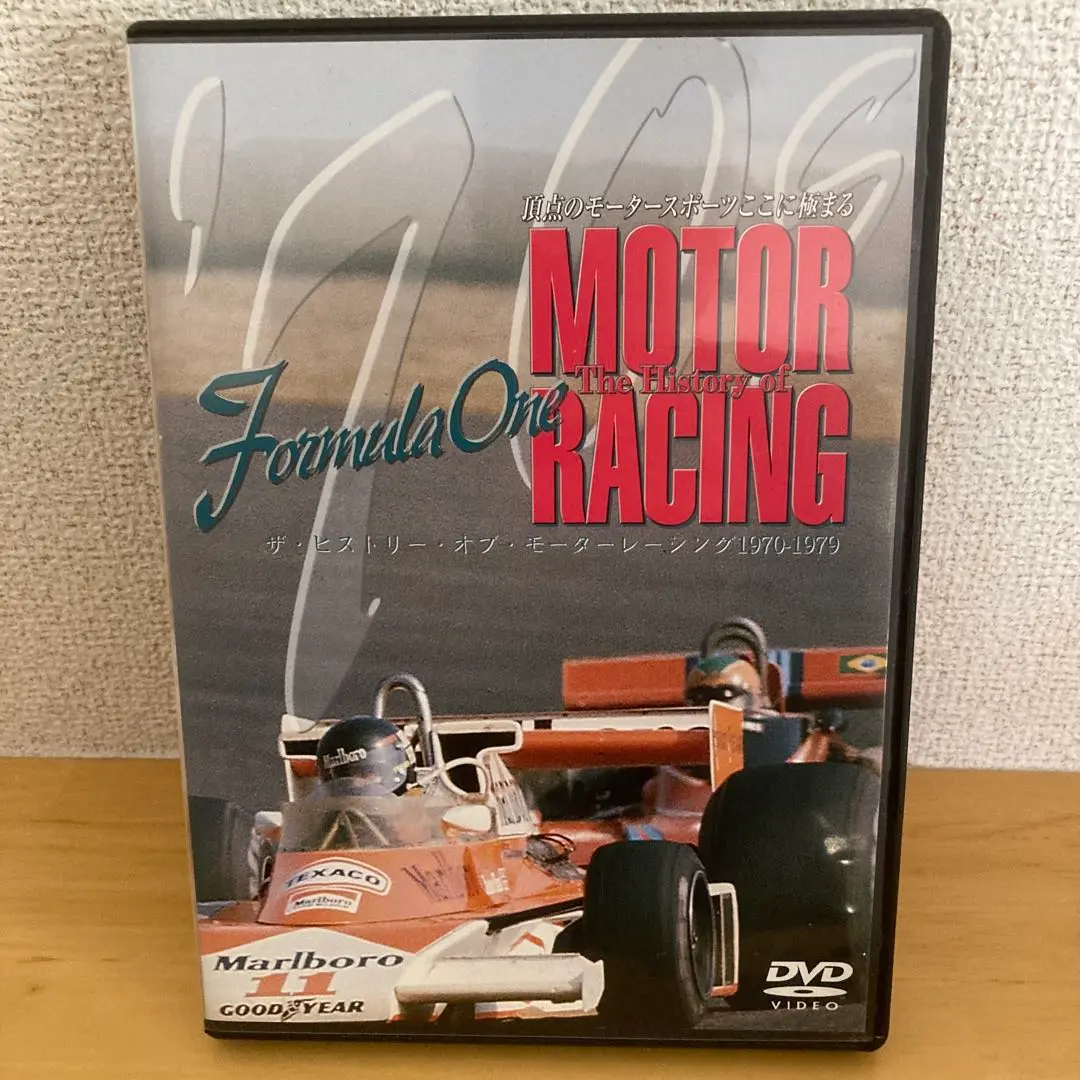 '70s
頂点のモータースポーツここに極まる
MOTOR
The History of
RACING
Formula One
ザ・ヒストリー・オブ・モーターレーシング1970-1979
Marlboro
TEXACO
Marlboro
Marlboro
11
GOODYEAR
DVD
VIDEO